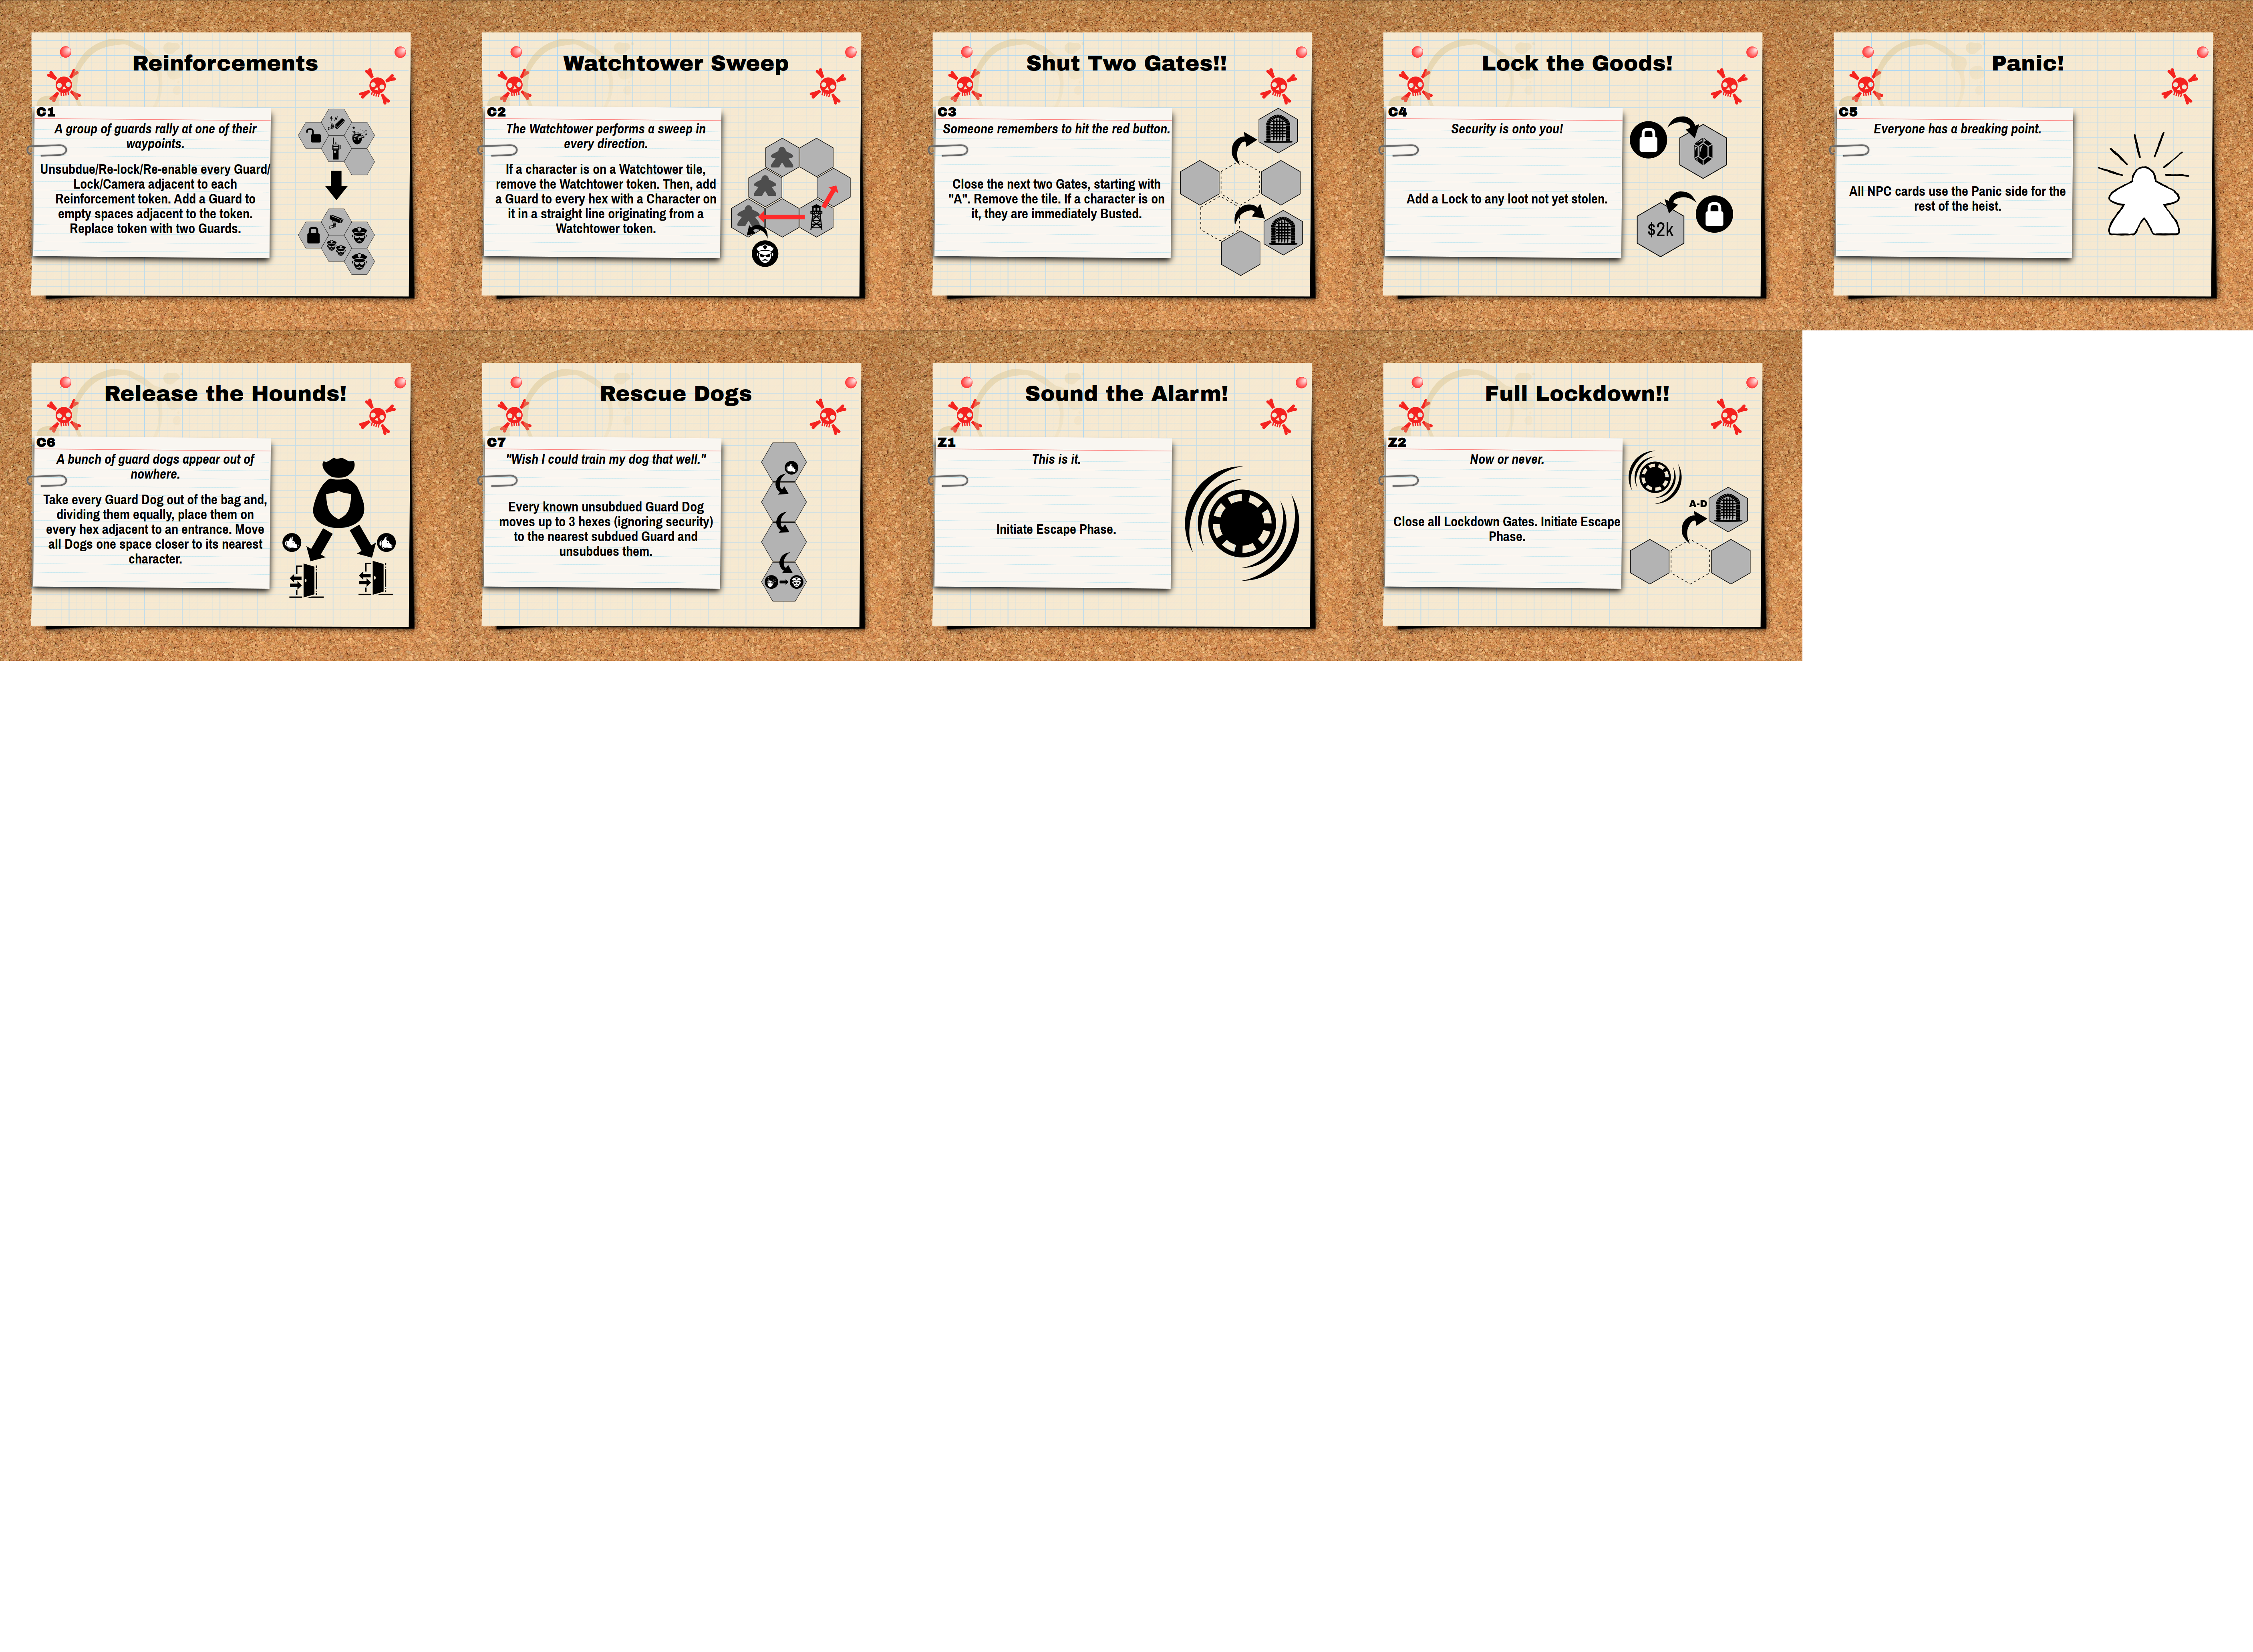 Reinforcements
C1
A group of guards rally at one of their
waypoints.
Unsubdue/Re-lock/Re-enable every Guard/
Lock/Camera adjacent to each
Reinforcement token. Add a Guard to
empty spaces adjacent to the token.
Replace token with two Guards.
Watchtower Sweep
C2
The Watchtower performs a sweep in
every direction.
If a character is on a Watchtower tile,
remove the Watchtower token. Then, add
a Guard to every hex with a Character on
it in a straight line originating from a
Watchtower token.
Shut Two Gates!!
C3
Someone remembers to hit the red button.
Close the next two Gates, starting with
"A". Remove the tile. If a character is on
it, they are immediately Busted.
Lock the Goods!
C4
Security is onto you!
Add a Lock to any loot not yet stolen.
$2k
Panic!
C5
Everyone has a breaking point.
All NPC cards use the Panic side for the
rest of the heist.
Release the Hounds!
C6
A bunch of guard dogs appear out of
nowhere.
Take every Guard Dog out of the bag and,
dividing them equally, place them on
every hex adjacent to an entrance. Move
all Dogs one space closer to its nearest
character.
Rescue Dogs
C7
"Wish I could train my dog that well."
Every known unsubdued Guard Dog
moves up to 3 hexes (ignoring security)
to the nearest subdued Guard and
unsubdues them.
Sound the Alarm!
Z1
This is it.
Initiate Escape Phase.
Full Lockdown!!
Z2
Now or never.
Close all Lockdown Gates. Initiate Escape
Phase.
A-D